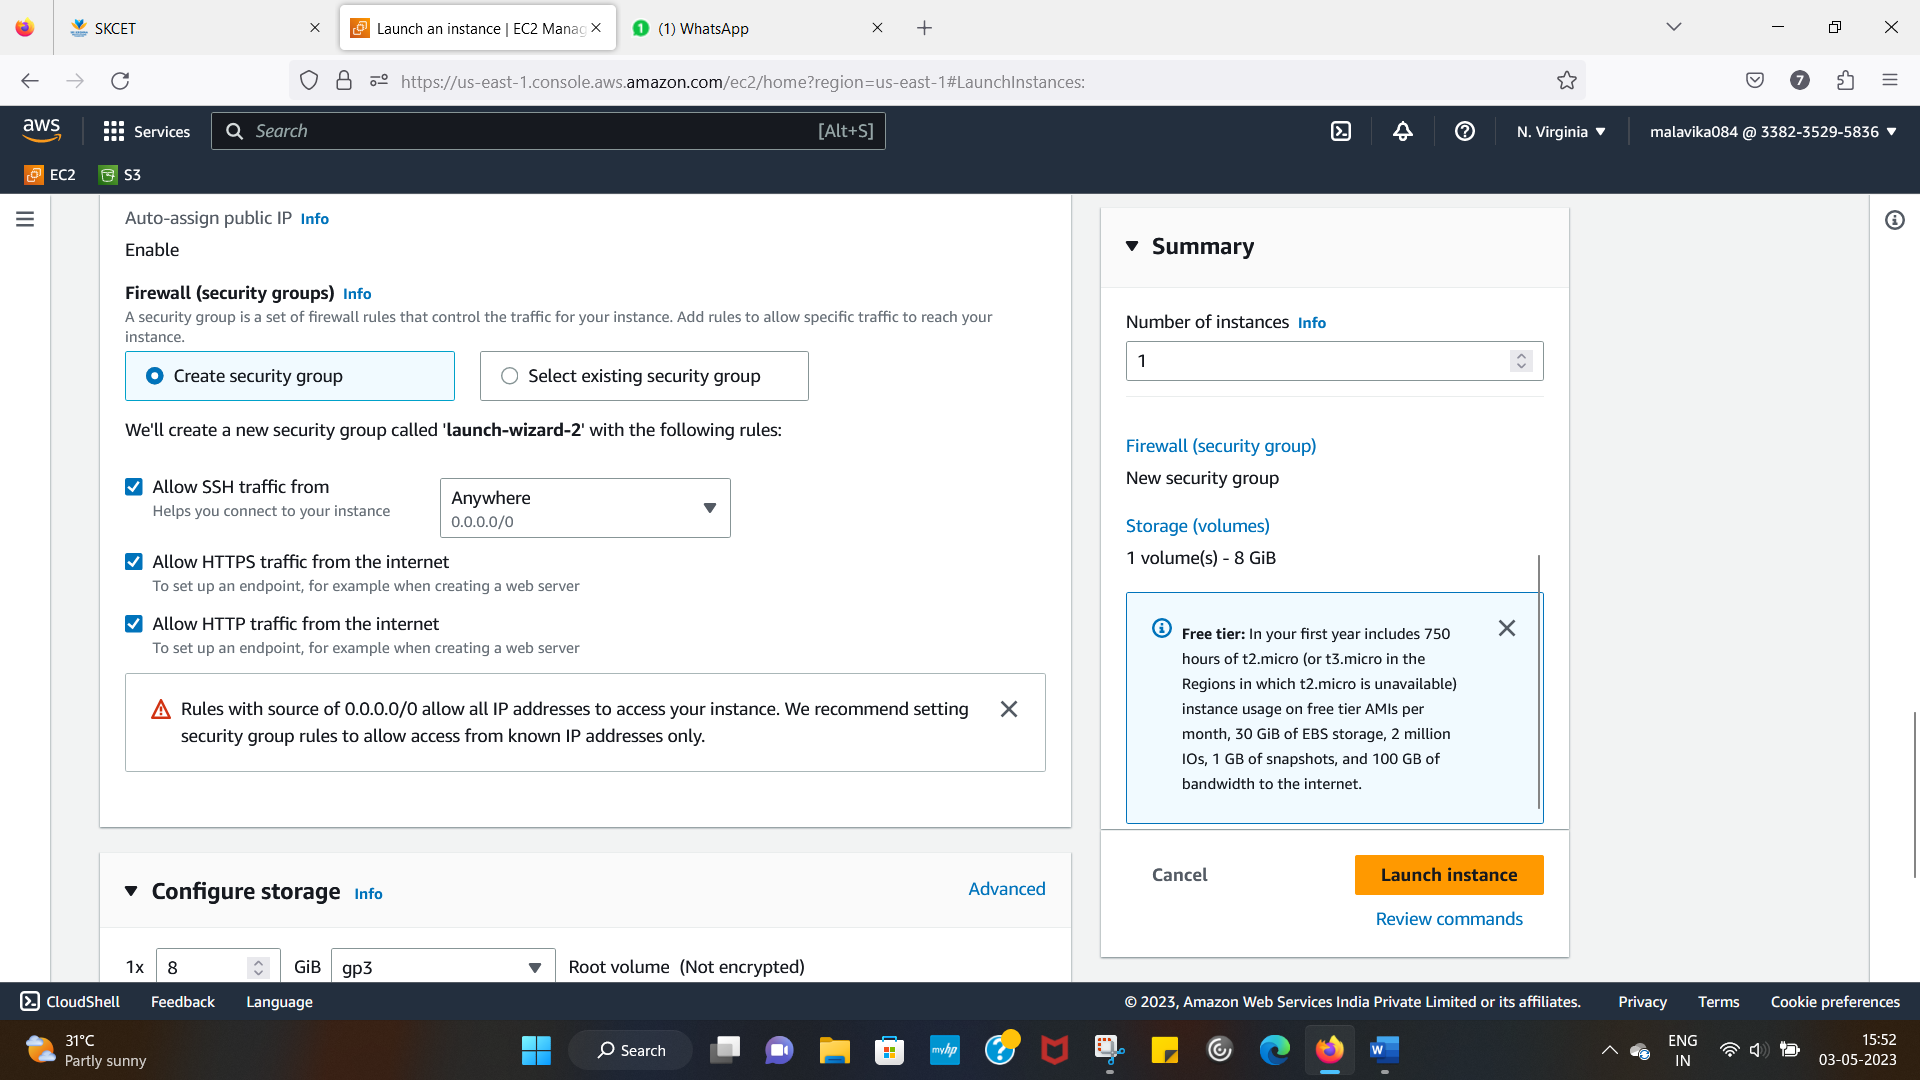 SKCET
Launch an instance | EC2 Manag
(1) WhatsApp
https://us-east-1.console.aws.amazon.com/ec2/home?region=us-east-1#LaunchInstances:
7
aws
Services
Search
[Alt+S]
N. Virginia
malavika084 @ 3382-3529-5836
EC2
S3
Auto-assign public IP Info
Enable
Firewall (security groups) Info
A security group is a set of firewall rules that control the traffic for your instance. Add rules to allow specific traffic to reach your
instance.
Create security group
Select existing security group
We'll create a new security group called 'launch-wizard-2' with the following rules:
Allow SSH traffic from
Helps you connect to your instance
Anywhere
0.0.0.0/0
Allow HTTPS traffic from the internet
To set up an endpoint, for example when creating a web server
Allow HTTP traffic from the internet
To set up an endpoint, for example when creating a web server
Rules with source of 0.0.0.0/0 allow all IP addresses to access your instance. We recommend setting
security group rules to allow access from known IP addresses only.
Configure storage Info
Advanced
1x 8 GiB gp3 Root volume (Not encrypted)
Summary
Number of instances Info
1
Firewall (security group)
New security group
Storage (volumes)
1 volume(s) - 8 GiB
Free tier: In your first year includes 750
hours of t2.micro (or t3.micro in the
Regions in which t2.micro is unavailable)
instance usage on free tier AMIs per
month, 30 GiB of EBS storage, 2 million
IOs, 1 GB of snapshots, and 100 GB of
bandwidth to the internet.
Cancel
Launch instance
Review commands
CloudShell
Feedback
Language
© 2023, Amazon Web Services India Private Limited or its affiliates.
Privacy
Terms
Cookie preferences
31°C
Partly sunny
Search
myhp
W
ENG
IN
15:52
03-05-2023